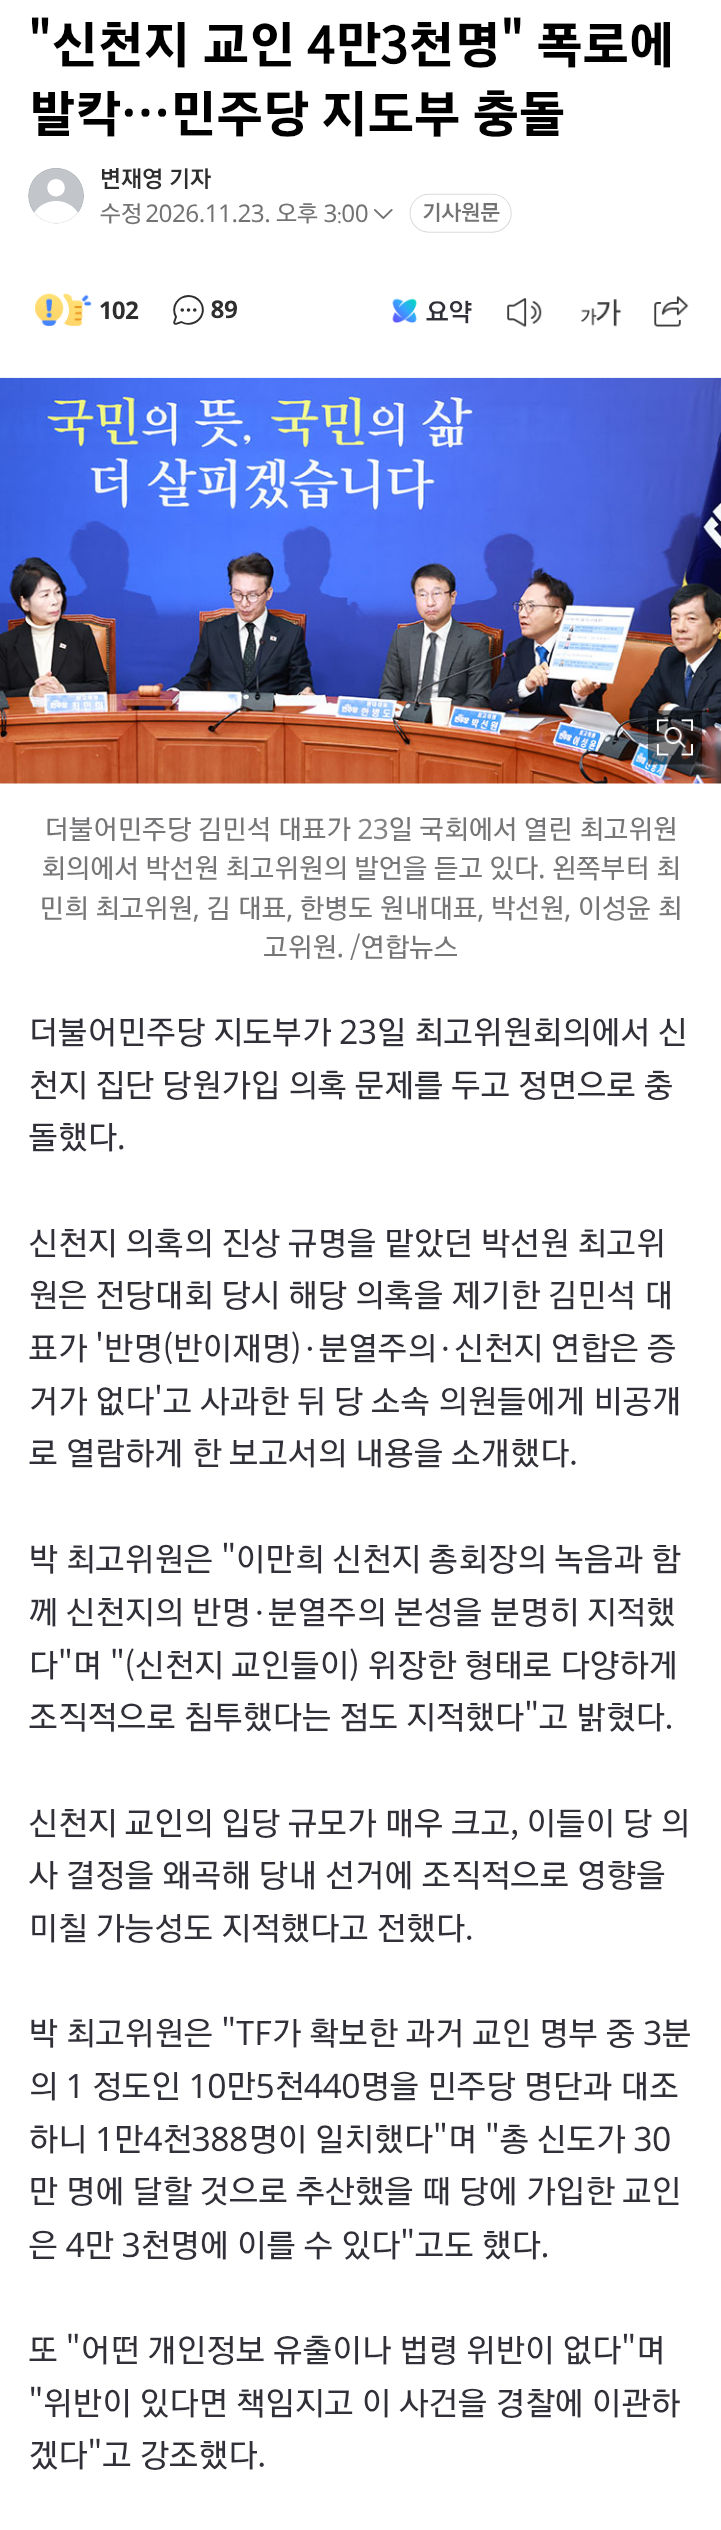 "신천지 교인 4만3천명" 폭로에
발칵…민주당 지도부 충돌
변재영 기자
수정 2026.11.23. 오후 3:00
기사원문
102
89
요약
가가
국민의 뜻, 국민의 삶
더 살피겠습니다
최민희
한병도
최고위원
박선원
최고위원
이성윤
더불어민주당 김민석 대표가 23일 국회에서 열린 최고위원
회의에서 박선원 최고위원의 발언을 듣고 있다. 왼쪽부터 최
민희 최고위원, 김 대표, 한병도 원내대표, 박선원, 이성윤 최
고위원. /연합뉴스
더불어민주당 지도부가 23일 최고위원회의에서 신
천지 집단 당원가입 의혹 문제를 두고 정면으로 충
돌했다.
신천지 의혹의 진상 규명을 맡았던 박선원 최고위
원은 전당대회 당시 해당 의혹을 제기한 김민석 대
표가 '반명(반이재명)·분열주의·신천지 연합은 증
거가 없다'고 사과한 뒤 당 소속 의원들에게 비공개
로 열람하게 한 보고서의 내용을 소개했다.
박 최고위원은 "이만희 신천지 총회장의 녹음과 함
께 신천지의 반명·분열주의 본성을 분명히 지적했
다"며 "(신천지 교인들이) 위장한 형태로 다양하게
조직적으로 침투했다는 점도 지적했다"고 밝혔다.
신천지 교인의 입당 규모가 매우 크고, 이들이 당 의
사 결정을 왜곡해 당내 선거에 조직적으로 영향을
미칠 가능성도 지적했다고 전했다.
박 최고위원은 "TF가 확보한 과거 교인 명부 중 3분
의 1 정도인 10만5천440명을 민주당 명단과 대조
하니 1만4천388명이 일치했다"며 "총 신도가 30
만 명에 달할 것으로 추산했을 때 당에 가입한 교인
은 4만 3천명에 이를 수 있다"고도 했다.
또 "어떤 개인정보 유출이나 법령 위반이 없다"며
"위반이 있다면 책임지고 이 사건을 경찰에 이관하
겠다"고 강조했다.